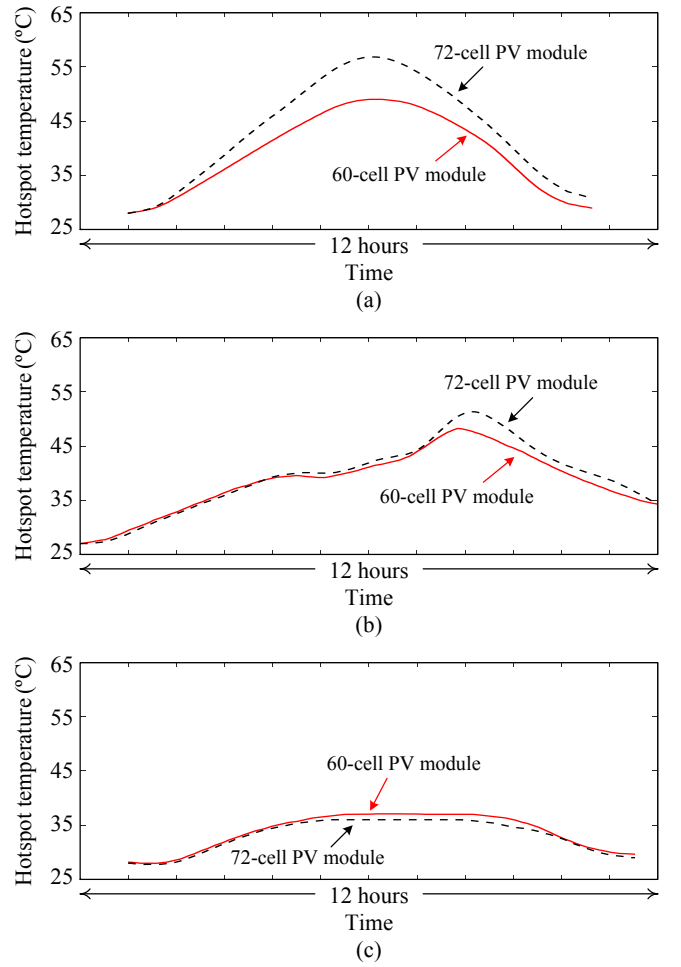 Hotspot temperature (ºC)
65
55
45
35
25
72-cell PV module
60-cell PV module
12 hours
Time
(a)
Hotspot temperature (ºC)
65
55
45
35
25
72-cell PV module
60-cell PV module
12 hours
Time
(b)
Hotspot temperature (ºC)
65
55
45
35
25
60-cell PV module
72-cell PV module
12 hours
Time
(c)